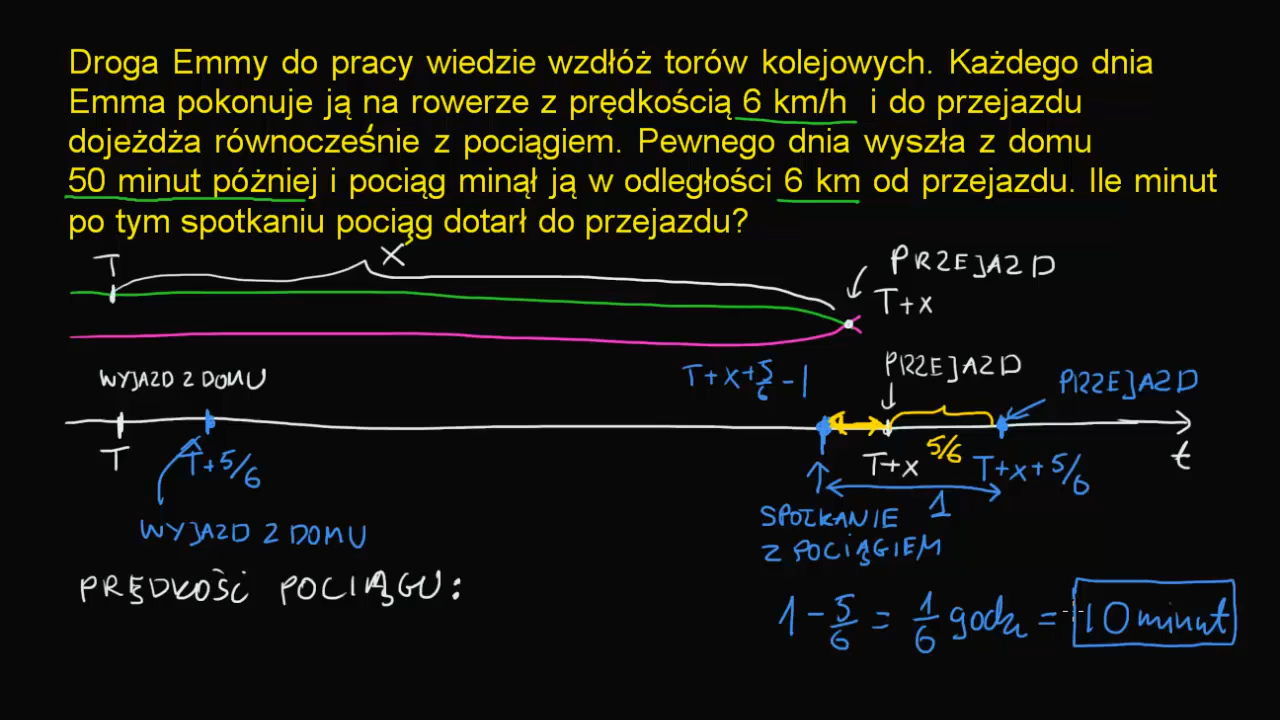 Droga Emmy do pracy wiedzie wzdłóż torów kolejowych. Każdego dnia
Emma pokonuje ją na rowerze z prędkością 6 km/h i do przejazdu
dojeżdża równocześnie z pociągiem. Pewnego dnia wyszła z domu
50 minut póżniej i pociąg minął ją w odległości 6 km od przejazdu. Ile minut
po tym spotkaniu pociąg dotarł do przejazdu?
T
X
PRZEJAZD
T+x
WYJAZD Z DOMU
T+x+5/6-1
PRZEJAZD
PRZEJAZD
T
T+5/6
T+x
5/6
T+x+5/6
t
WYJAZD Z DOMU
SPOTKANIE
1
Z POCIĄGIEM
PRĘDKOŚĆ POCIĄGU:
1 - 5/6 = 1/6 godz = 10 minut